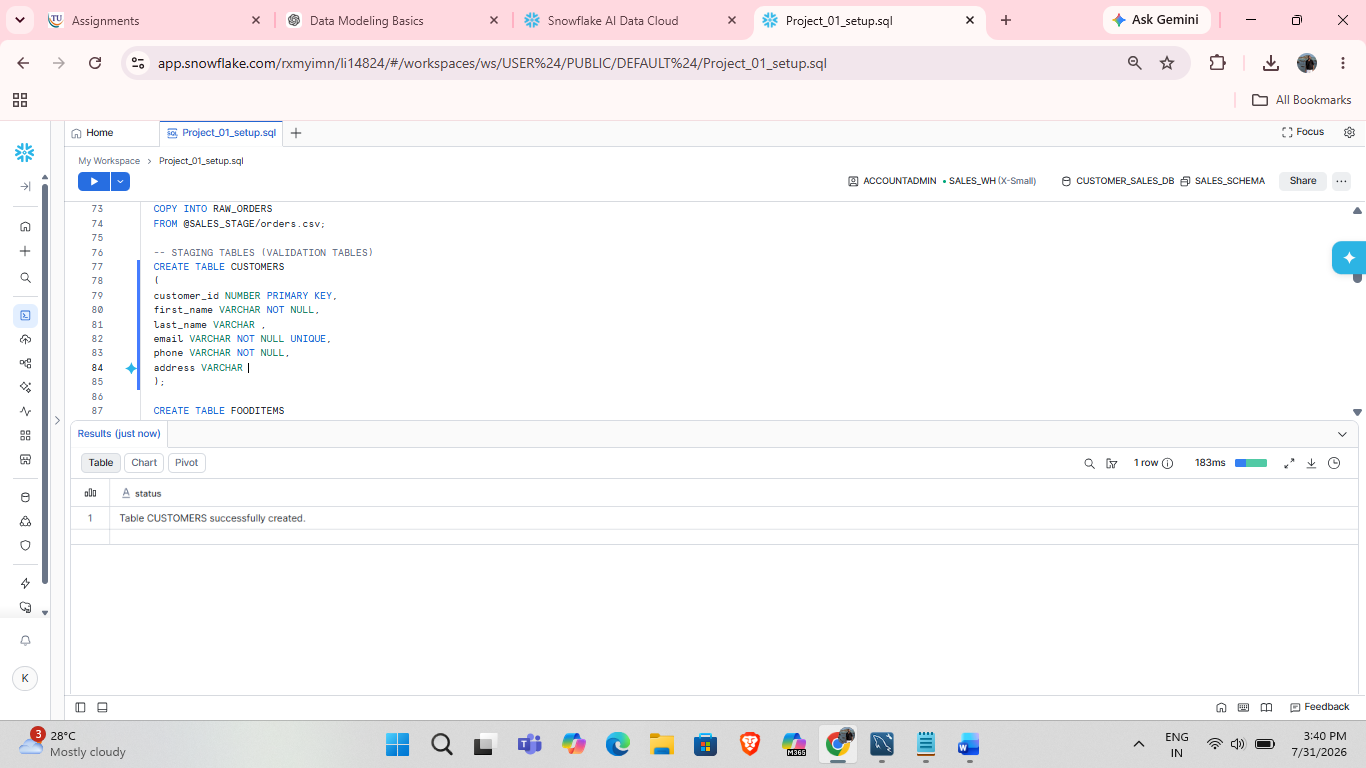 Assignments
Data Modeling Basics
Snowflake AI Data Cloud
Project_01_setup.sql
Ask Gemini
app.snowflake.com/rxmyimn/li14824/#/workspaces/ws/USER%24/PUBLIC/DEFAULT%24/Project_01_setup.sql
All Bookmarks
Home
Project_01_setup.sql
Focus
My Workspace > Project_01_setup.sql
ACCOUNTADMIN • SALES_WH (X-Small)
CUSTOMER_SALES_DB
SALES_SCHEMA
Share
73 COPY INTO RAW_ORDERS
74 FROM @SALES_STAGE/orders.csv;
75
76 -- STAGING TABLES (VALIDATION TABLES)
77 CREATE TABLE CUSTOMERS
78 (
79 customer_id NUMBER PRIMARY KEY,
80 first_name VARCHAR NOT NULL,
81 last_name VARCHAR ,
82 email VARCHAR NOT NULL UNIQUE,
83 phone VARCHAR NOT NULL,
84 address VARCHAR
85 );
86
87 CREATE TABLE FOODITEMS
Results (just now)
Table
Chart
Pivot
1 row
183ms
A status
1 Table CUSTOMERS successfully created.
K
Feedback
3
28°C
Mostly cloudy
M365
ENG
IN
3:40 PM
7/31/2026